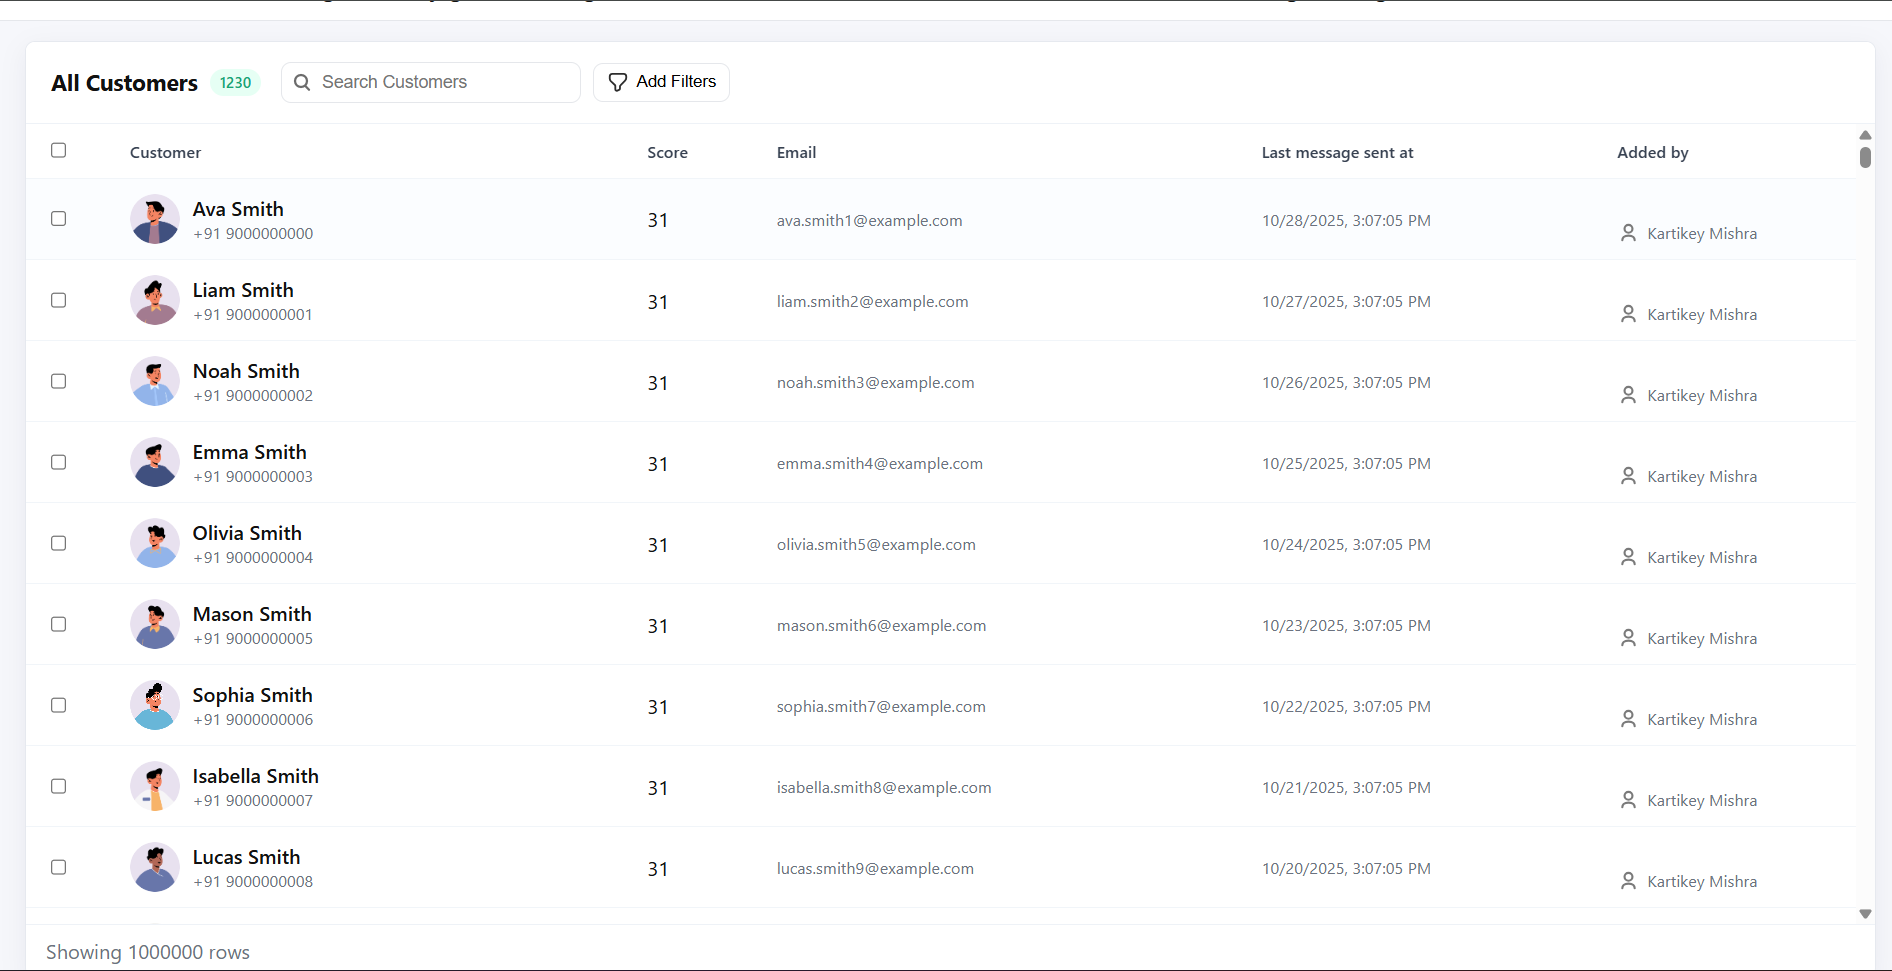 All Customers 1230 Search Customers Add Filters
Customer Score Email Last message sent at Added by
Ava Smith
+91 9000000000 31 ava.smith1@example.com 10/28/2025, 3:07:05 PM Kartikey Mishra
Liam Smith
+91 9000000001 31 liam.smith2@example.com 10/27/2025, 3:07:05 PM Kartikey Mishra
Noah Smith
+91 9000000002 31 noah.smith3@example.com 10/26/2025, 3:07:05 PM Kartikey Mishra
Emma Smith
+91 9000000003 31 emma.smith4@example.com 10/25/2025, 3:07:05 PM Kartikey Mishra
Olivia Smith
+91 9000000004 31 olivia.smith5@example.com 10/24/2025, 3:07:05 PM Kartikey Mishra
Mason Smith
+91 9000000005 31 mason.smith6@example.com 10/23/2025, 3:07:05 PM Kartikey Mishra
Sophia Smith
+91 9000000006 31 sophia.smith7@example.com 10/22/2025, 3:07:05 PM Kartikey Mishra
Isabella Smith
+91 9000000007 31 isabella.smith8@example.com 10/21/2025, 3:07:05 PM Kartikey Mishra
Lucas Smith
+91 9000000008 31 lucas.smith9@example.com 10/20/2025, 3:07:05 PM Kartikey Mishra
Showing 1000000 rows